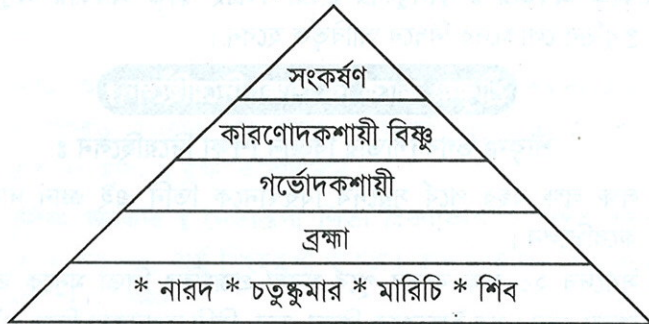 সংকর্ষণ
কারণোদকশায়ী বিষ্ণু
গর্ভোদকশায়ী
ব্রহ্মা
* নারদ * চতুষ্কুমার * মারিচি * শিব